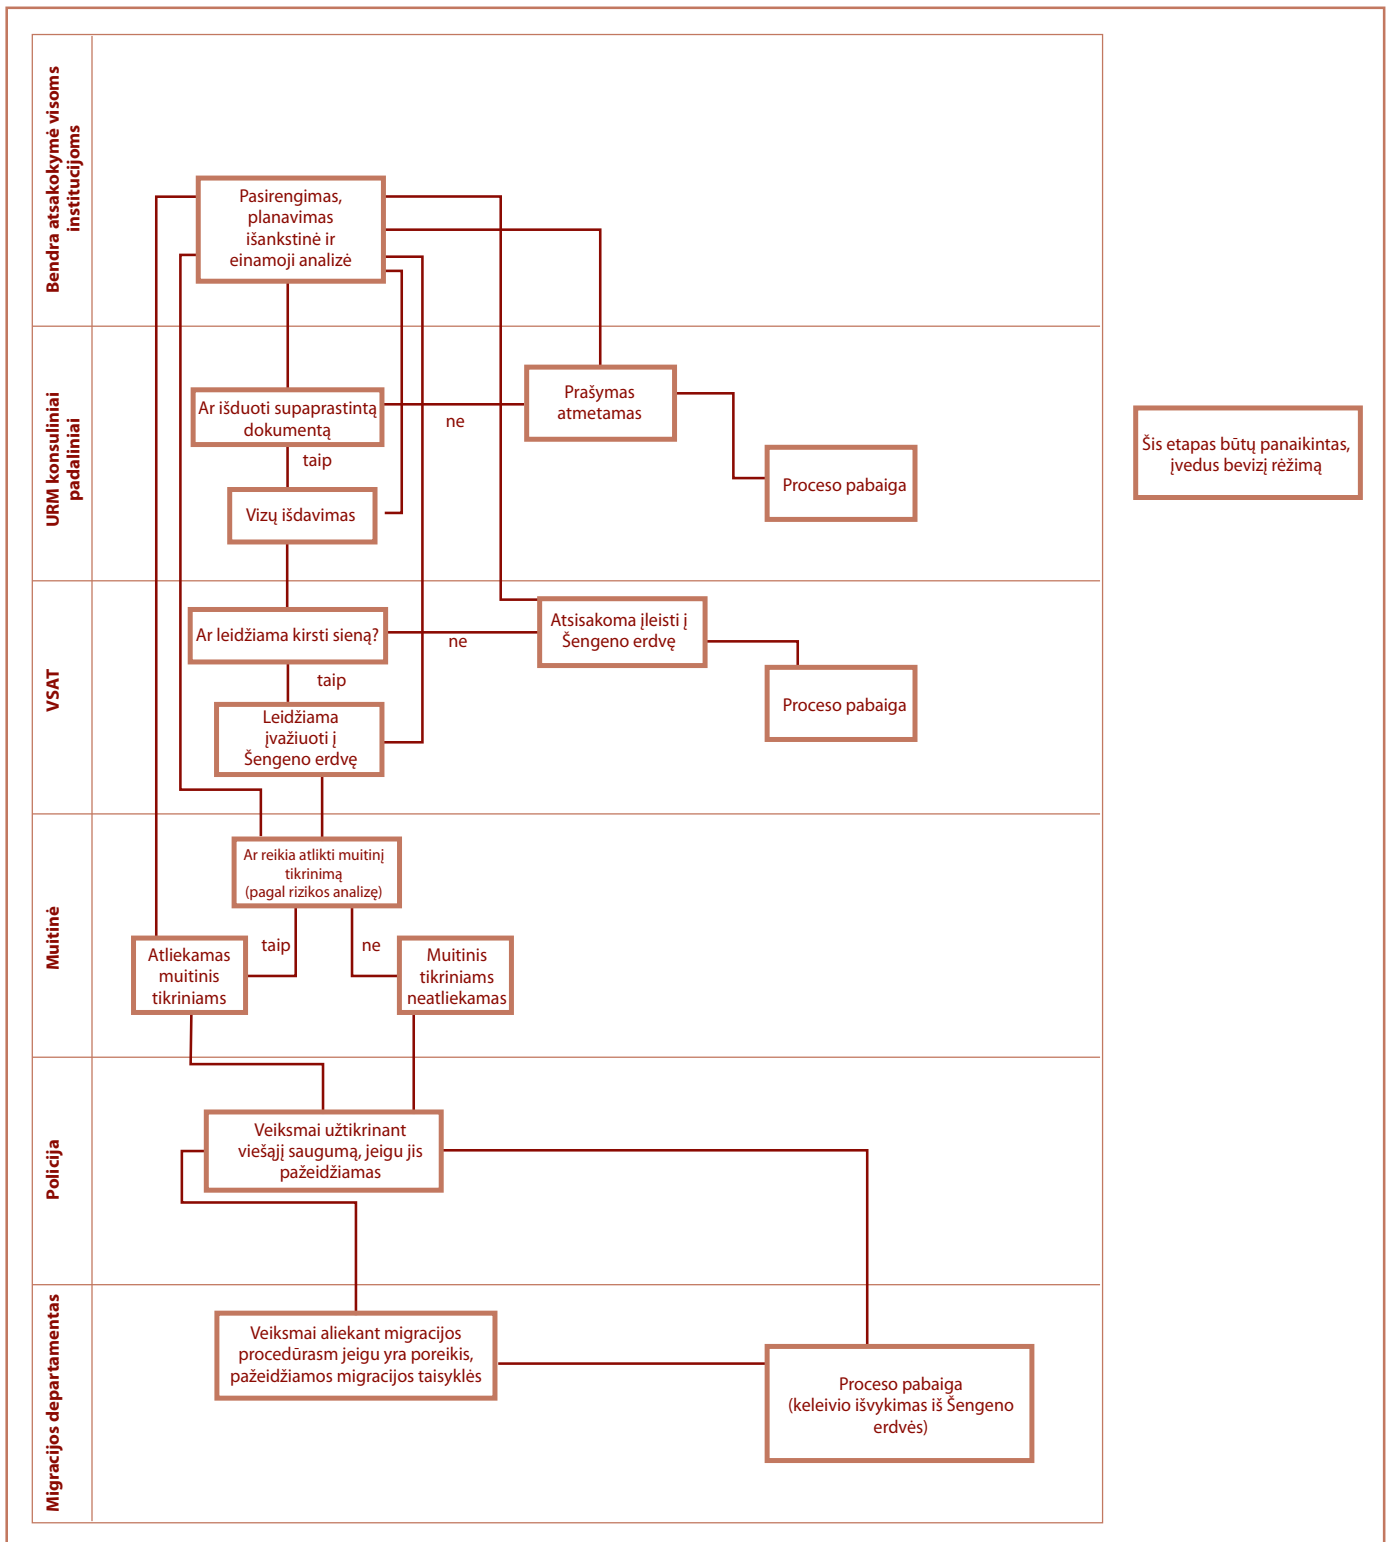 Bendra atsakokymė visoms
institucijoms
Pasirengimas,
planavimas
išankstinė ir
einamoji analizė
URM konsuliniai
padaliniai
Ar išduoti supaprastintą
dokumentą
ne
Prašymas
atmetamas
taip
Vizų išdavimas
Proceso pabaiga
Šis etapas būtų panaikintas,
įvedus bevizį rėžimą
VSAT
Ar leidžiama kirsti sieną?
ne
Atsisakoma įleisti į
Šengeno erdvę
taip
Proceso pabaiga
Leidžiama
įvažiuoti į
Šengeno erdvę
Muitinė
Ar reikia atlikti muitinį
tikrinimą
(pagal rizikos analizę)
taip
ne
Atliekamas
muitinis
tikriniams
Muitinis
tikriniams
neatliekamas
Policija
Veiksmai užtikrinant
viešąjį saugumą, jeigu jis
pažeidžiamas
Migracijos departamentas
Veiksmai aliekant migracijos
procedūrasm jeigu yra poreikis,
pažeidžiamos migracijos taisyklės
Proceso pabaiga
(keleivio išvykimas iš Šengeno
erdvės)